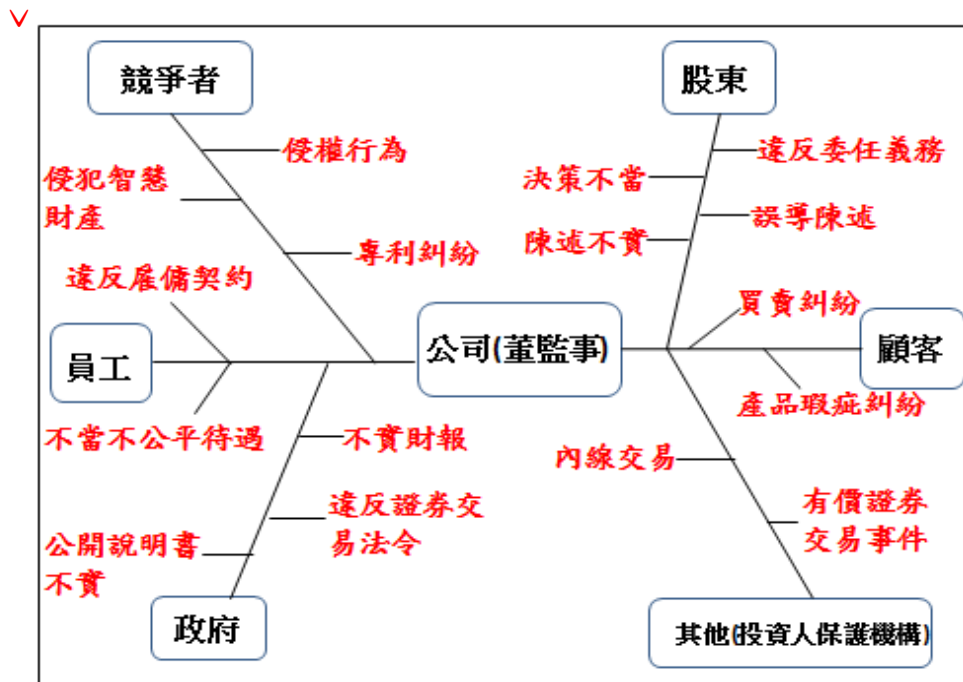 競爭者
股東
侵權行為
違反委任義務
侵犯智慧
財產
決策不當
誤導陳述
陳述不實
專利糾紛
違反雇傭契約
買賣糾紛
員工
公司(董監事)
顧客
產品瑕疵糾紛
不當不公平待遇
不實財報
內線交易
違反證券交
易法令
有價證券
交易事件
公開說明書
不實
政府
其他(投資人保護機構)